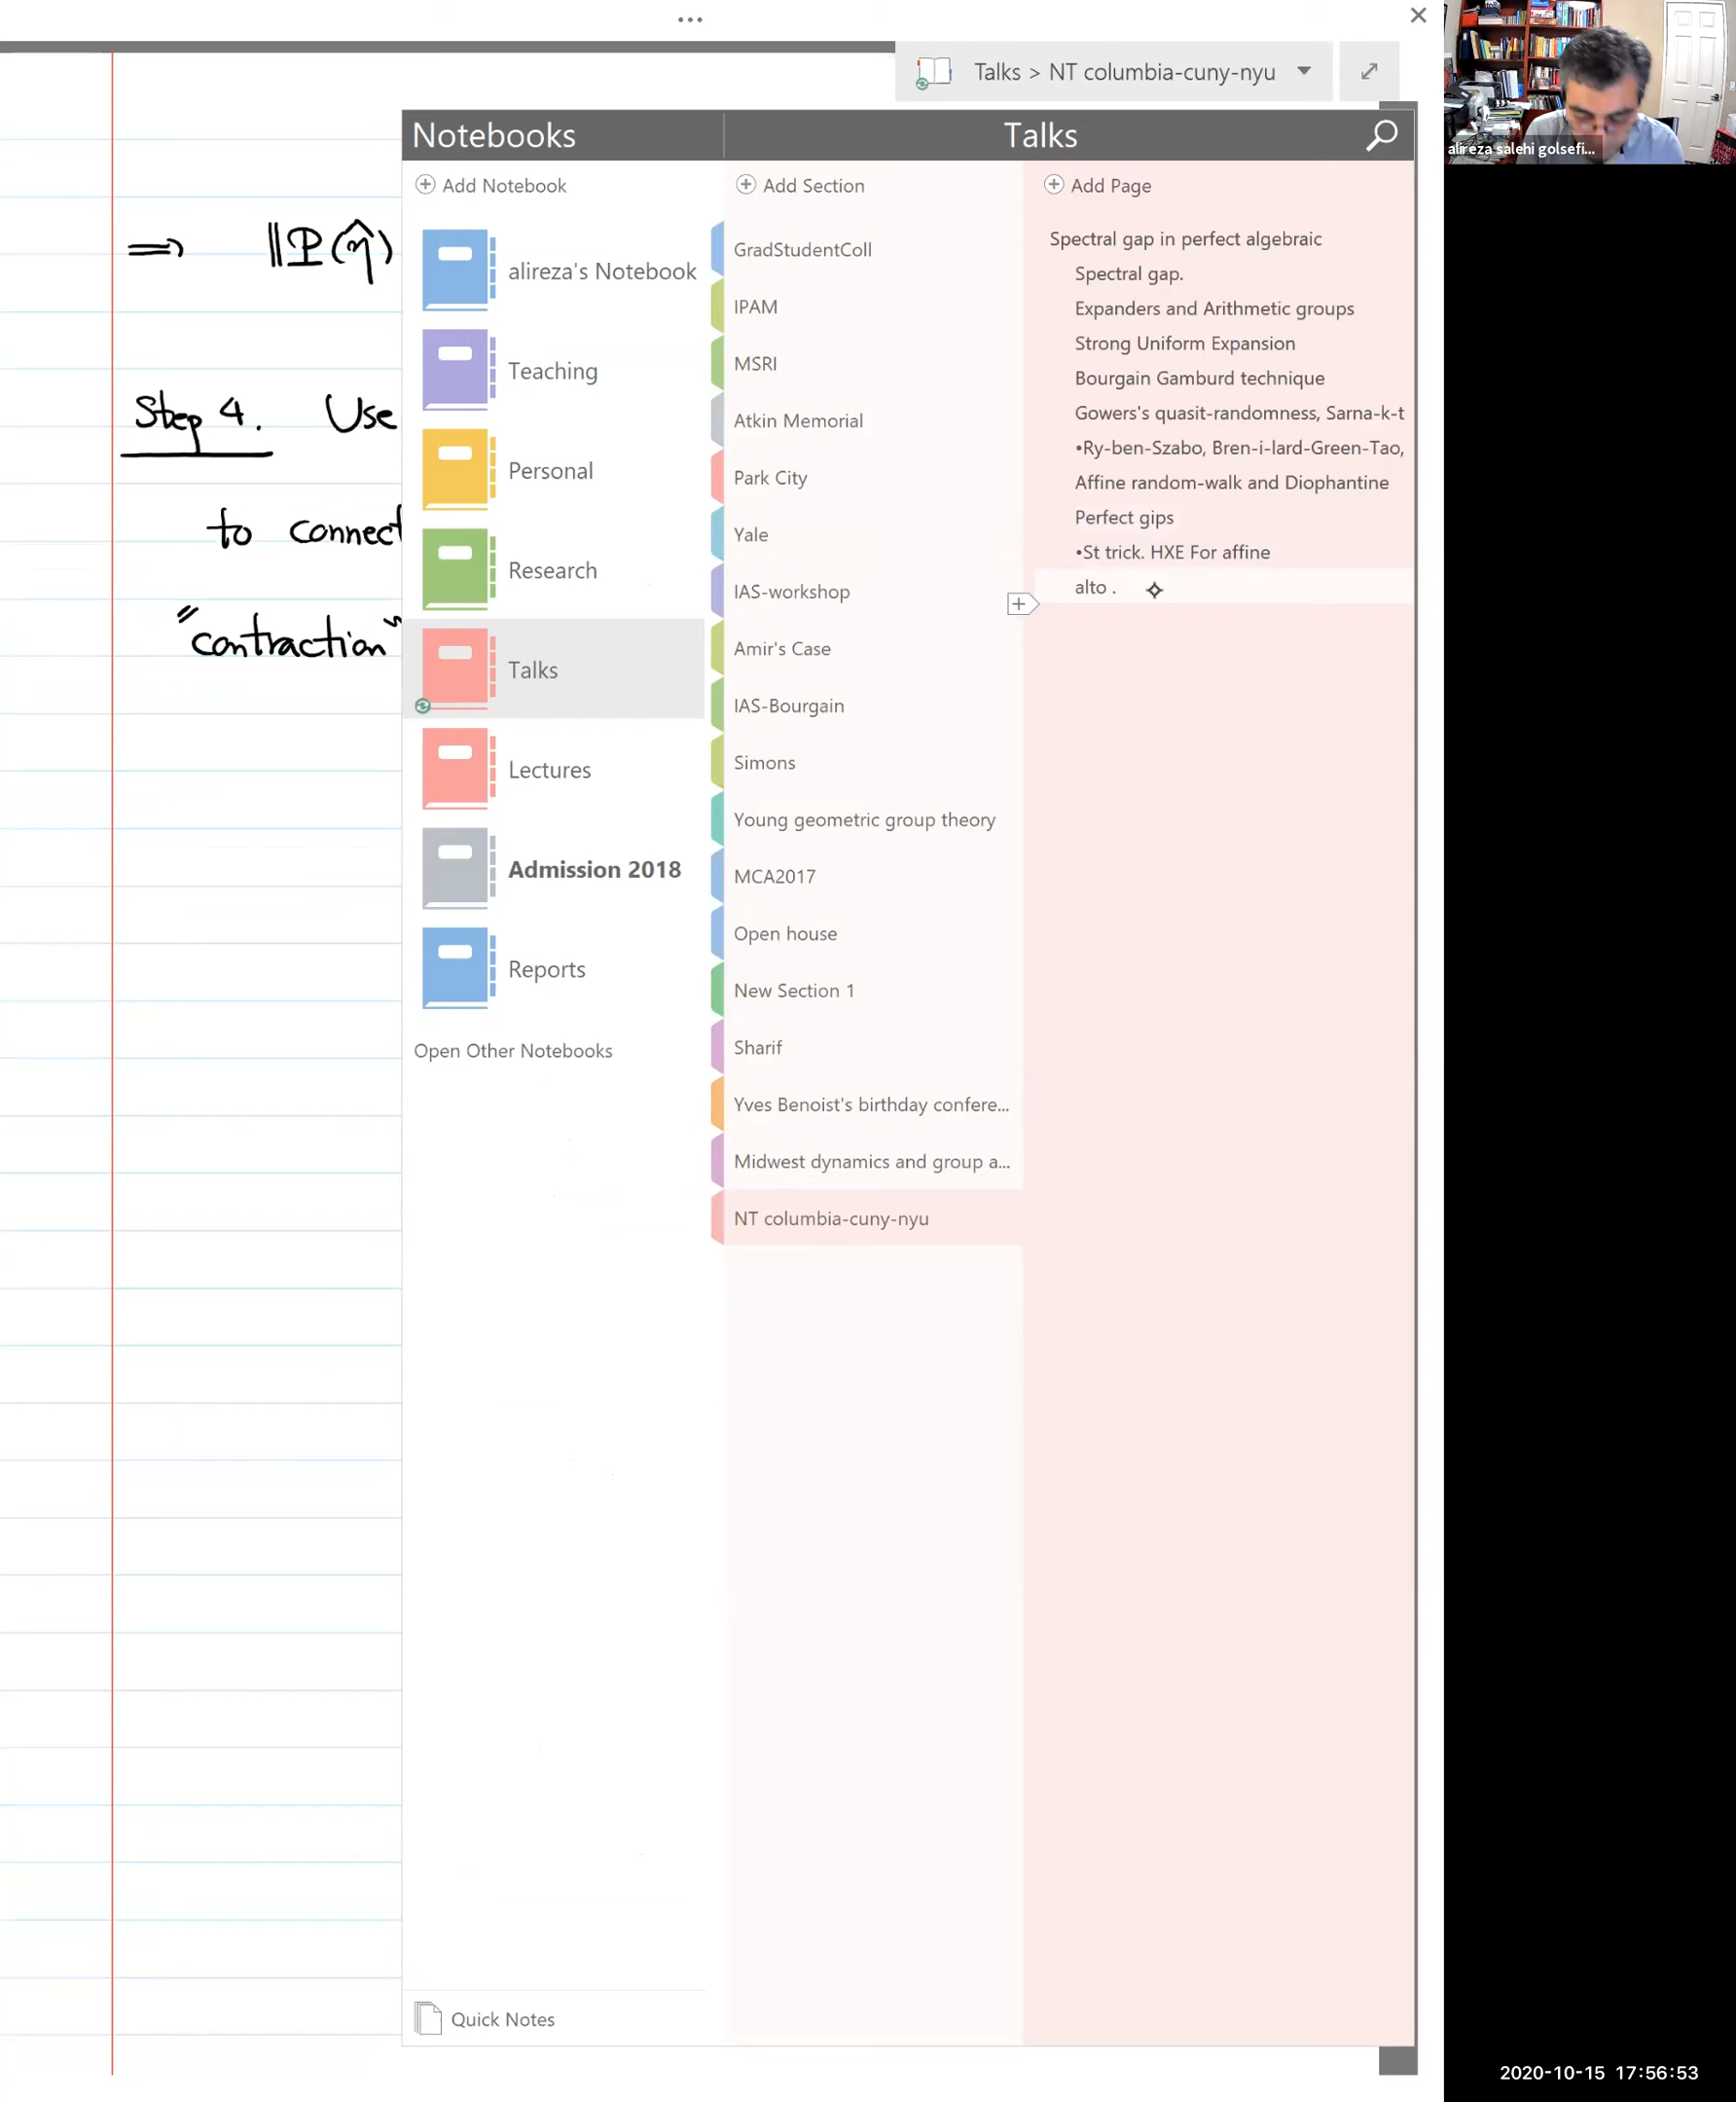 Talks > NT columbia-cuny-nyu
alireza salehi golsefi...
⟹ ‖P(η̂)
Step 4. Use
to connect
"contraction"
Notebooks
Add Notebook
alireza's Notebook
Teaching
Personal
Research
Talks
Lectures
Admission 2018
Reports
Open Other Notebooks
Quick Notes
Talks
Add Section
GradStudentColl
IPAM
MSRI
Atkin Memorial
Park City
Yale
IAS-workshop
Amir's Case
IAS-Bourgain
Simons
Young geometric group theory
MCA2017
Open house
New Section 1
Sharif
Yves Benoist's birthday confere...
Midwest dynamics and group a...
NT columbia-cuny-nyu
Add Page
Spectral gap in perfect algebraic
Spectral gap.
Expanders and Arithmetic groups
Strong Uniform Expansion
Bourgain Gamburd technique
Gowers's quasit-randomness, Sarna-k-t
•Ry-ben-Szabo, Bren-i-lard-Green-Tao,
Affine random-walk and Diophantine
Perfect gips
•St trick. HXE For affine
alto .
2020-10-15 17:56:53